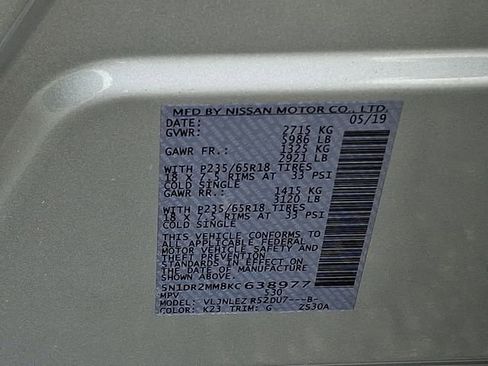 MFD BY NISSAN MOTOR CO., LTD.
DATE: 05/19
GVWR: 2715 KG
5986 LB
GAWR FR.: 1325 KG
2921 LB
WITH P235/65R18 TIRES
18 X 7.5 RIMS AT 33 PSI
COLD SINGLE
GAWR RR.: 1415 KG
3120 LB
WITH P235/65R18 TIRES
18 X 7.5 RIMS AT 33 PSI
COLD SINGLE
THIS VEHICLE CONFORMS TO
ALL APPLICABLE FEDERAL
MOTOR VEHICLE SAFETY AND
THEFT PREVENTION
STANDARDS IN EFFECT ON
THE DATE OF MANUFACTURE
SHOWN ABOVE.
5N1DR2MM8KC638977
MPV S30
MODEL: VLJNLEZ R52DU7---B-
COLOR: K23 TRIM: G ZS30A